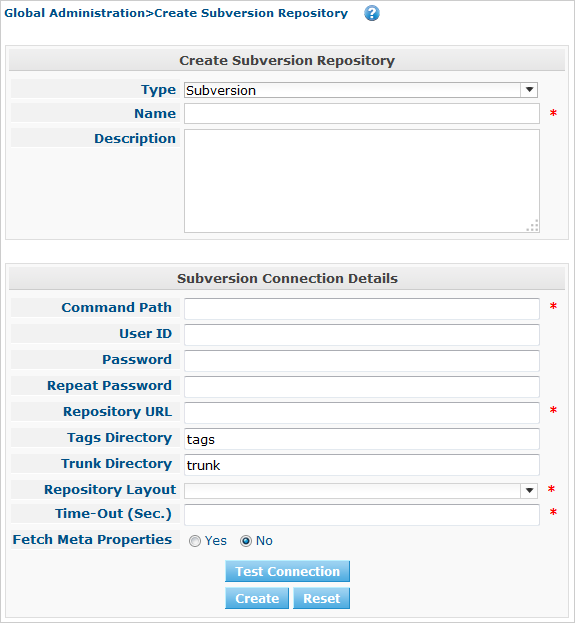 Global Administration>Create Subversion Repository ?
Create Subversion Repository
Type Subversion
Name *
Description
Subversion Connection Details
Command Path *
User ID
Password
Repeat Password
Repository URL *
Tags Directory tags
Trunk Directory trunk
Repository Layout *
Time-Out (Sec.) *
Fetch Meta Properties Yes No
Test Connection
Create Reset